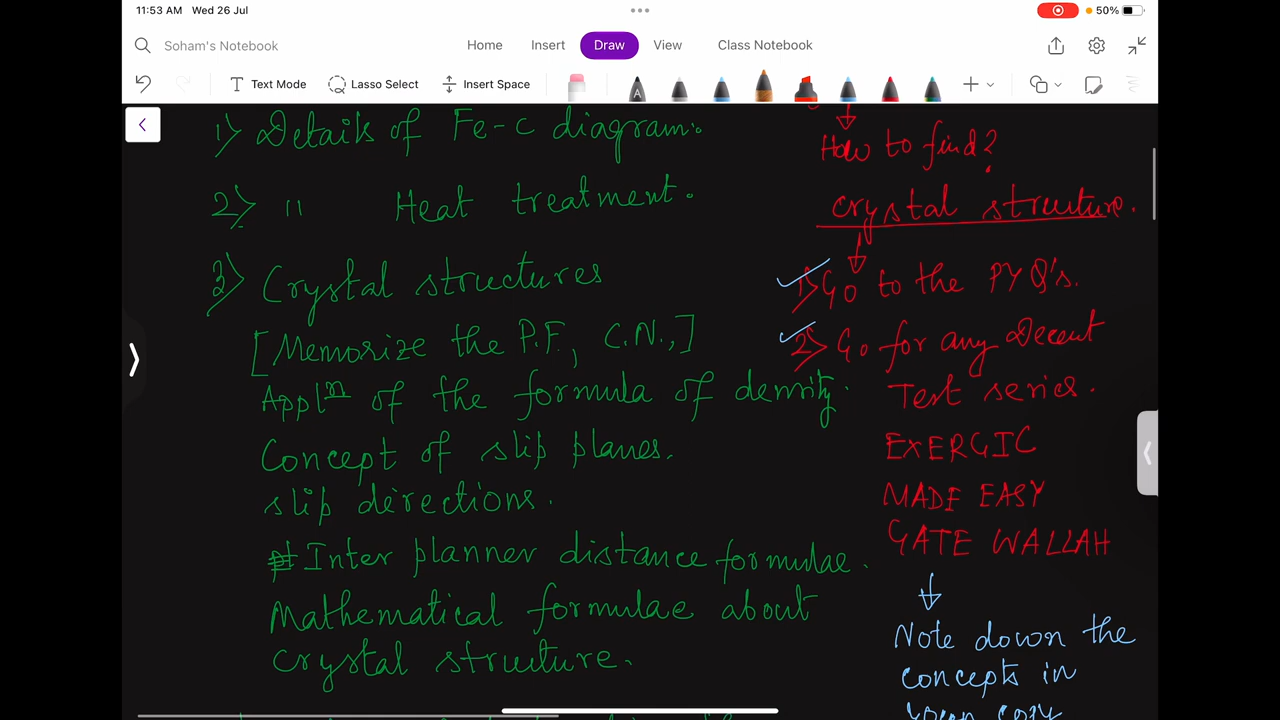 11:53 AM Wed 26 Jul
50%
Soham's Notebook
Home Insert Draw View Class Notebook
Text Mode Lasso Select Insert Space
A
1) Details of Fe-C diagram.
2) " Heat treatment.
3) Crystal structures
[Memorize the P.F., C.N.,]
Appln of the formula of density.
Concept of slip planes.
slip directions.
Inter planner distance formulae.
Mathematical formulae about
crystal structure.
How to find?
crystal structure.
1) Go to the PYQ's.
2) Go for any Decent
Test series.
EXERGIC
MADE EASY
GATE WALLAH
Note down the
concepts in
your copy